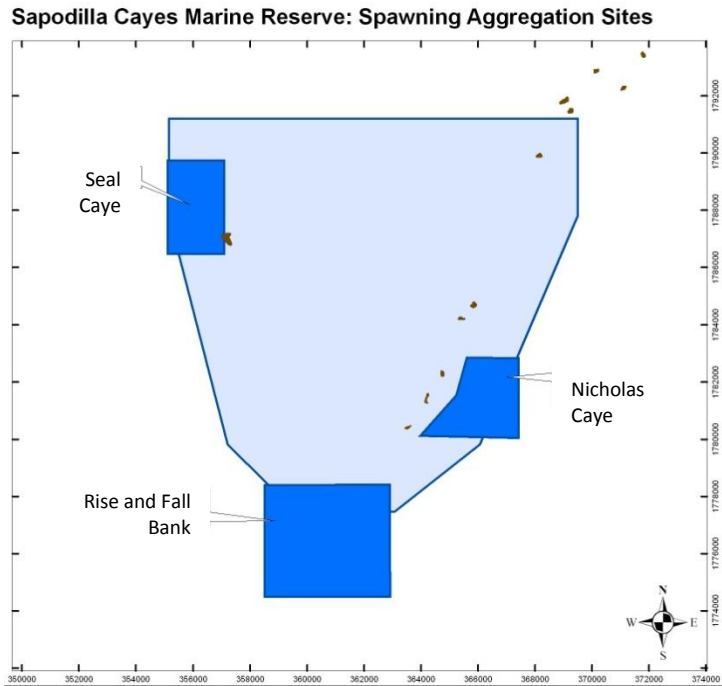 Sapodilla Cayes Marine Reserve: Spawning Aggregation Sites
1792000
1790000
Seal
Caye
1788000
1786000
1784000
1782000
Nicholas
Caye
1780000
1778000
Rise and Fall
Bank
1776000
1774000
N
W E
S
350000 352000 354000 356000 358000 360000 362000 364000 366000 368000 370000 372000 374000